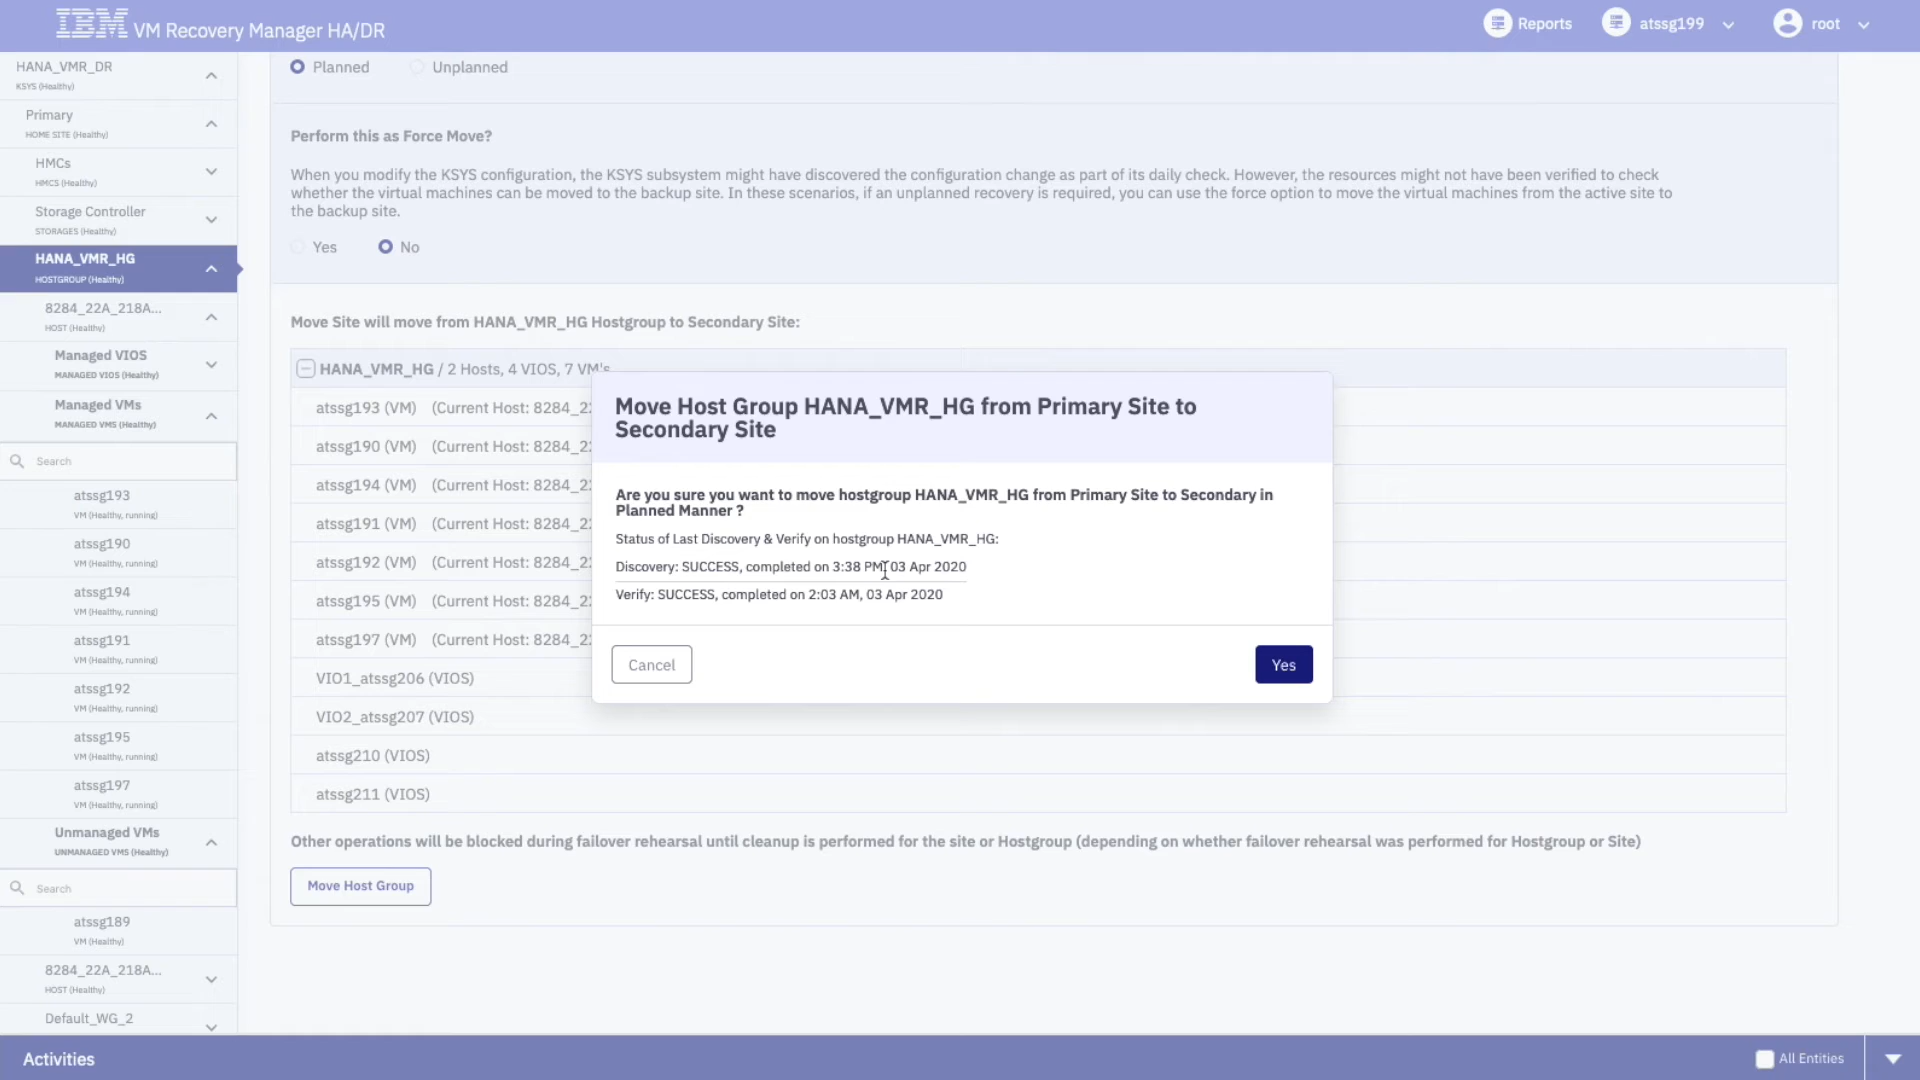 IBM VM Recovery Manager HA/DR
Reports
atssg199
root
HANA_VMR_DR
KSYS (Healthy)
Primary
HOME SITE (Healthy)
HMCs
HMCS (Healthy)
Storage Controller
STORAGES (Healthy)
HANA_VMR_HG
HOSTGROUP (Healthy)
8284_22A_218A...
HOST (Healthy)
Managed VIOS
MANAGED VIOS (Healthy)
Managed VMs
MANAGED VMS (Healthy)
Search
atssg193
VM (Healthy, running)
atssg190
VM (Healthy, running)
atssg194
VM (Healthy, running)
atssg191
VM (Healthy, running)
atssg192
VM (Healthy, running)
atssg195
VM (Healthy, running)
atssg197
VM (Healthy, running)
Unmanaged VMs
UNMANAGED VMS (Healthy)
Search
atssg189
VM (Healthy)
8284_22A_218A...
HOST (Healthy)
Default_WG_2
Planned Unplanned
Perform this as Force Move?
When you modify the KSYS configuration, the KSYS subsystem might have discovered the configuration change as part of its daily check. However, the resources might not have been verified to check
whether the virtual machines can be moved to the backup site. In these scenarios, if an unplanned recovery is required, you can use the force option to move the virtual machines from the active site to
the backup site.
Yes No
Move Site will move from HANA_VMR_HG Hostgroup to Secondary Site:
HANA_VMR_HG / 2 Hosts, 4 VIOS, 7 VM's
atssg193 (VM) (Current Host: 8284_22
atssg190 (VM) (Current Host: 8284_22
atssg194 (VM) (Current Host: 8284_22
atssg191 (VM) (Current Host: 8284_22
atssg192 (VM) (Current Host: 8284_22
atssg195 (VM) (Current Host: 8284_22
atssg197 (VM) (Current Host: 8284_22
VIO1_atssg206 (VIOS)
VIO2_atssg207 (VIOS)
atssg210 (VIOS)
atssg211 (VIOS)
Other operations will be blocked during failover rehearsal until cleanup is performed for the site or Hostgroup (depending on whether failover rehearsal was performed for Hostgroup or Site)
Move Host Group
Move Host Group HANA_VMR_HG from Primary Site to
Secondary Site
Are you sure you want to move hostgroup HANA_VMR_HG from Primary Site to Secondary in
Planned Manner ?
Status of Last Discovery & Verify on hostgroup HANA_VMR_HG:
Discovery: SUCCESS, completed on 3:38 PM, 03 Apr 2020
Verify: SUCCESS, completed on 2:03 AM, 03 Apr 2020
Cancel
Yes
Activities
All Entities